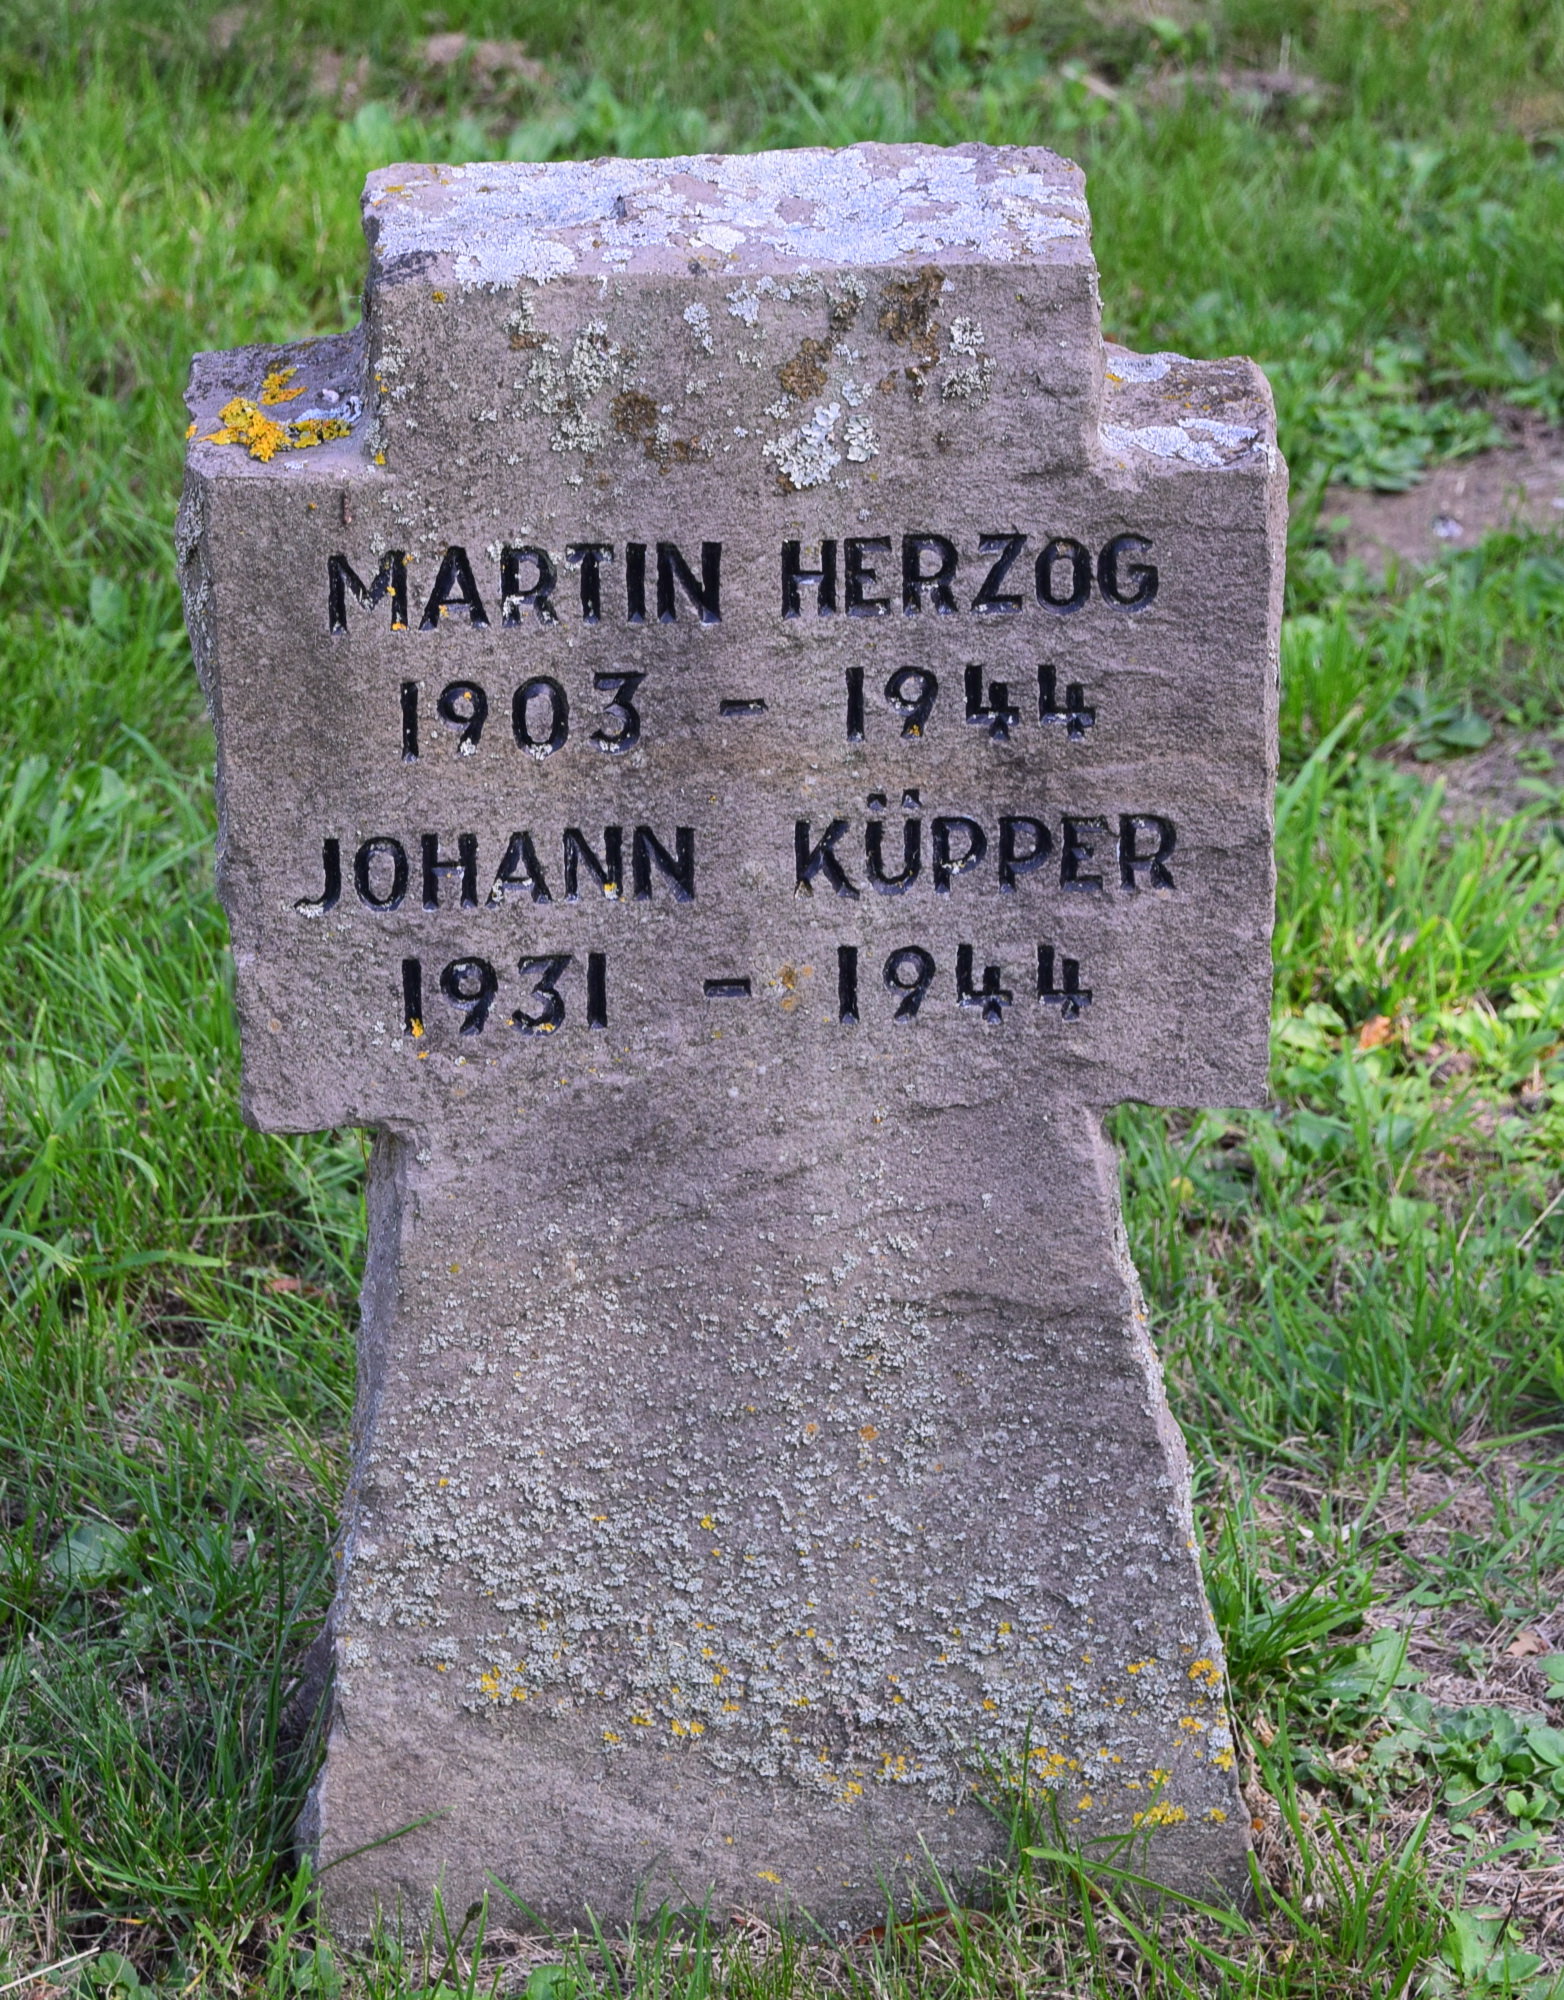 MARTIN HERZOG
1903 - 1944
JOHANN KÜPPER
1931 - 1944